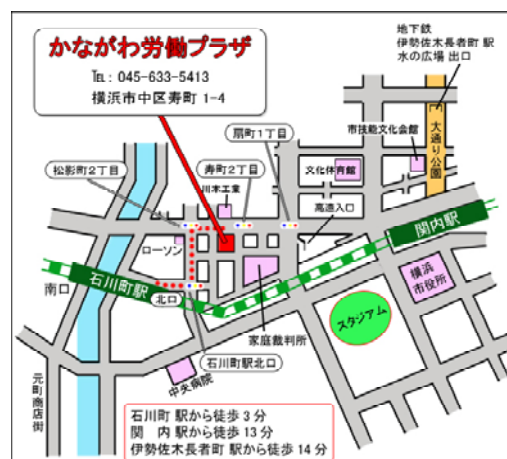 かながわ労働プラザ
TEL: 045-633-5413
横浜市中区寿町 1-4
地下鉄
伊勢佐木長者町 駅
水の広場 出口
扇町1丁目
市技能文化会館
大通り公園
松影町2丁目
寿町2丁目
文化体育館
川本工業
高速入口
ローソン
関内駅
石川町駅
南口
北口
横浜
市役所
スタジアム
家庭裁判所
石川町駅北口
中央病院
元町商店街
石川町 駅から徒歩 3 分
関 内 駅から徒歩 13 分
伊勢佐木長者町 駅から徒歩 14 分